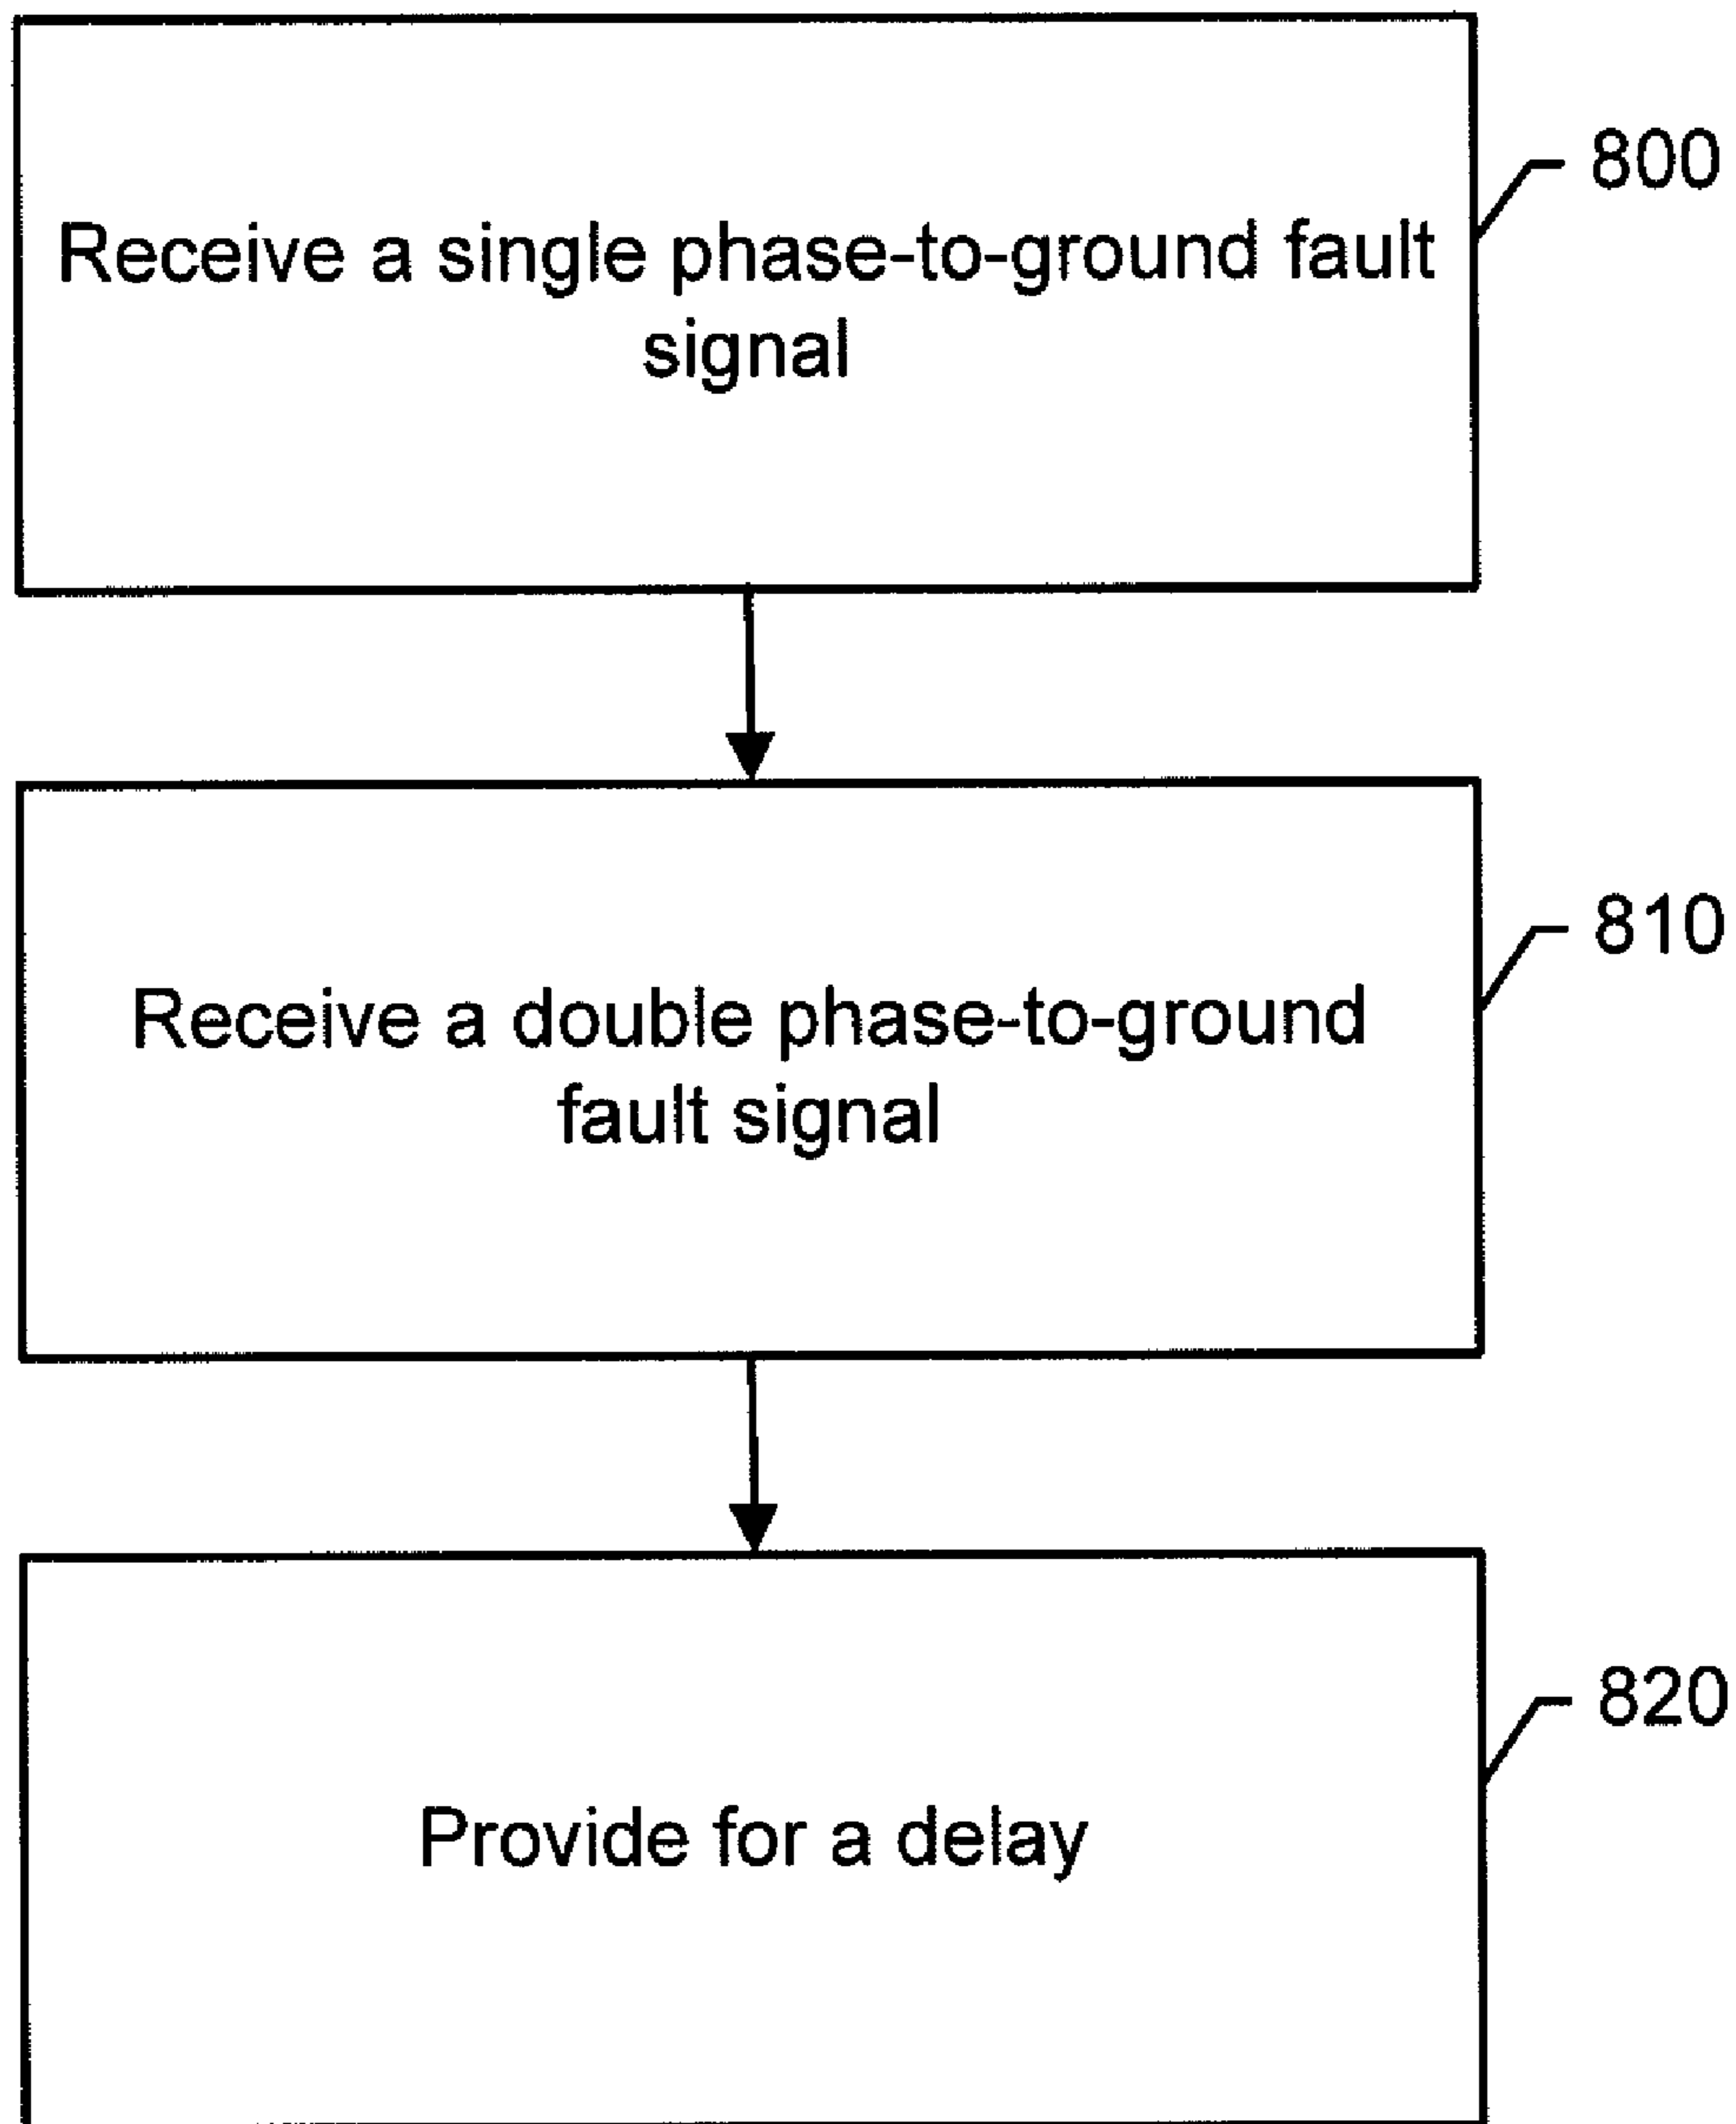 Receive a single phase-to-ground fault
signal
800
Receive a double phase-to-ground
fault signal
810
Provide for a delay
820